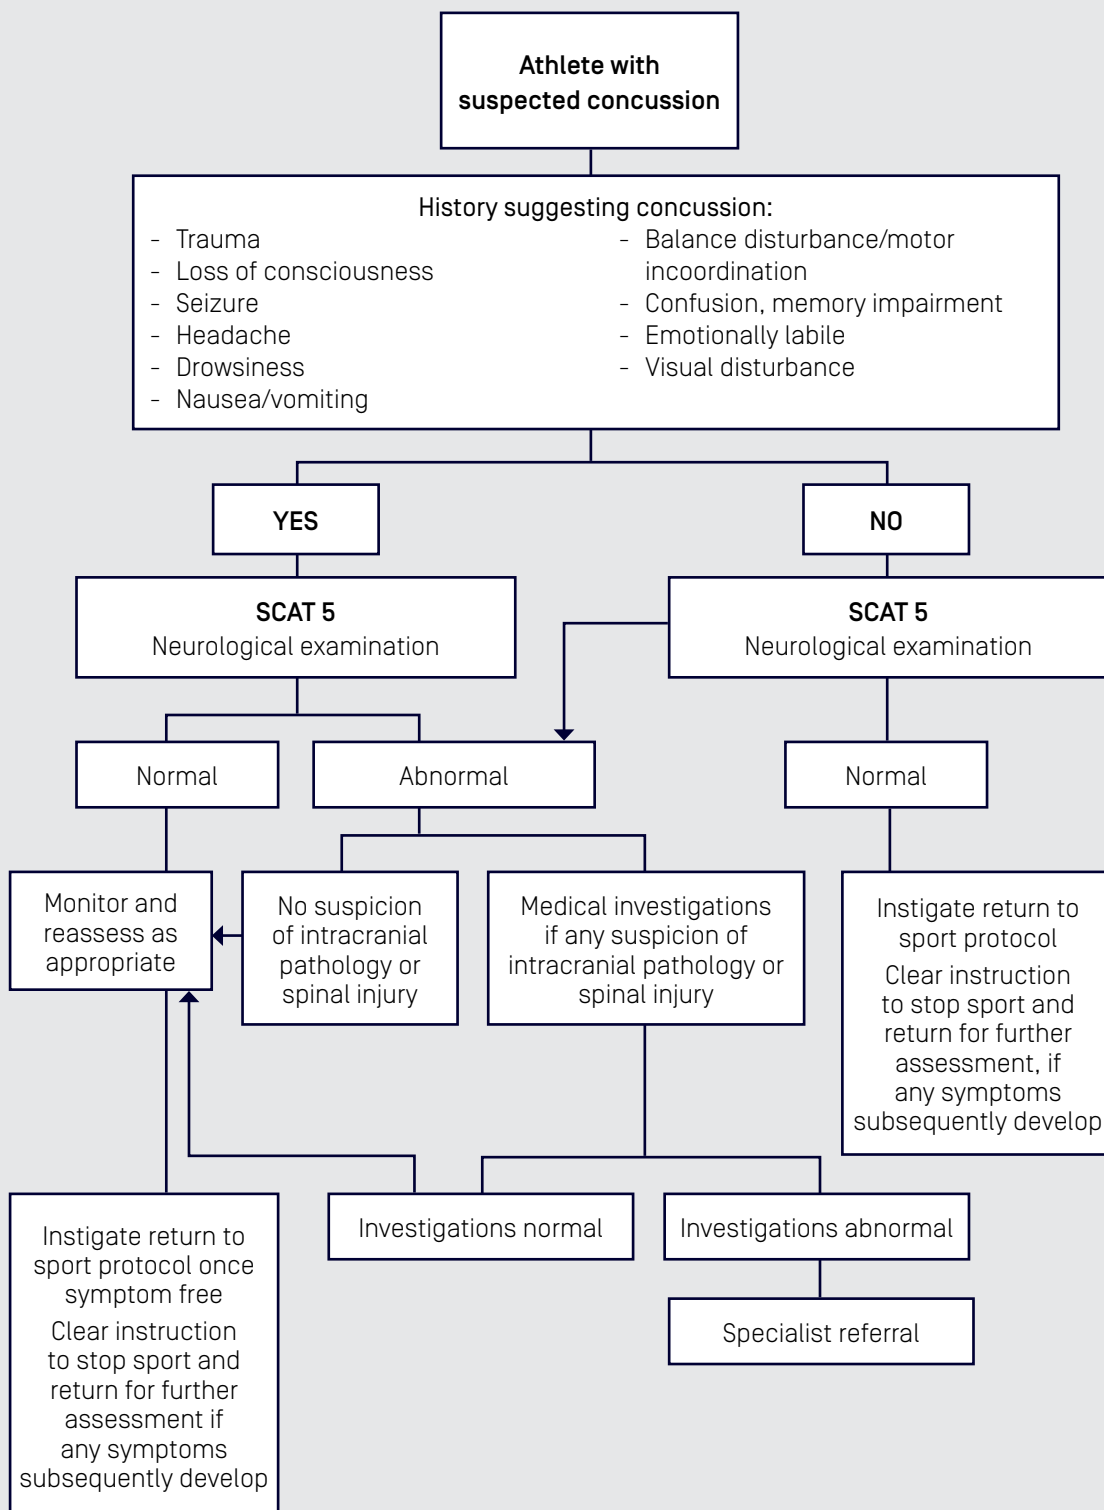 Athlete with
suspected concussion
History suggesting concussion:
- Trauma
- Loss of consciousness
- Seizure
- Headache
- Drowsiness
- Nausea/vomiting
- Balance disturbance/motor
incoordination
- Confusion, memory impairment
- Emotionally labile
- Visual disturbance
YES
NO
SCAT 5
Neurological examination
SCAT 5
Neurological examination
Normal
Abnormal
Normal
Monitor and
reassess as
appropriate
No suspicion
of intracranial
pathology or
spinal injury
Medical investigations
if any suspicion of
intracranial pathology or
spinal injury
Instigate return to
sport protocol
Clear instruction
to stop sport and
return for further
assessment, if
any symptoms
subsequently develop
Instigate return to
sport protocol once
symptom free
Clear instruction
to stop sport and
return for further
assessment if
any symptoms
subsequently develop
Investigations normal
Investigations abnormal
Specialist referral